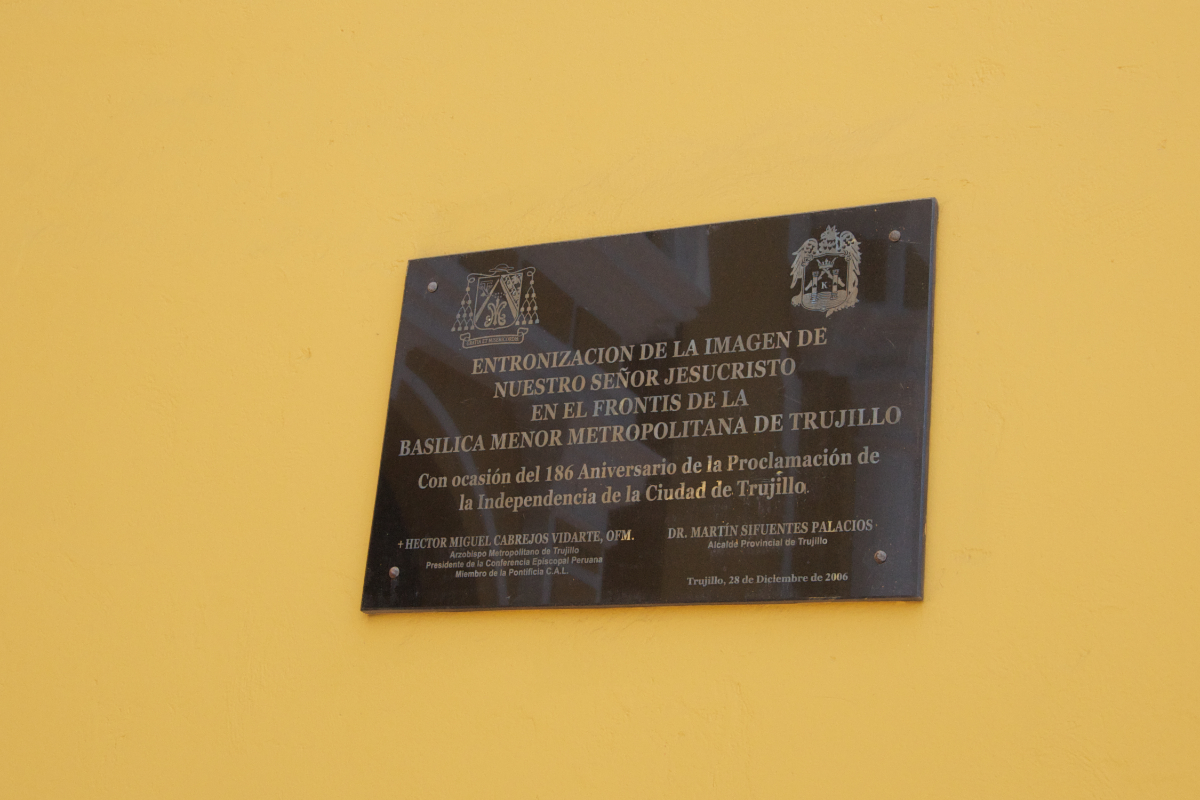 ENTRONIZACION DE LA IMAGEN DE
NUESTRO SEÑOR JESUCRISTO
EN EL FRONTIS DE LA
BASILICA MENOR METROPOLITANA DE TRUJILLO
Con ocasión del 186 Aniversario de la Proclamación de
la Independencia de la Ciudad de Trujillo.
+ HECTOR MIGUEL CABREJOS VIDARTE, OFM.
Arzobispo Metropolitano de Trujillo
Presidente de la Conferencia Episcopal Peruana
Miembro de la Pontificia C.A.L.
DR. MARTÍN SIFUENTES PALACIOS
Alcalde Provincial de Trujillo
Trujillo, 28 de Diciembre de 2006
K